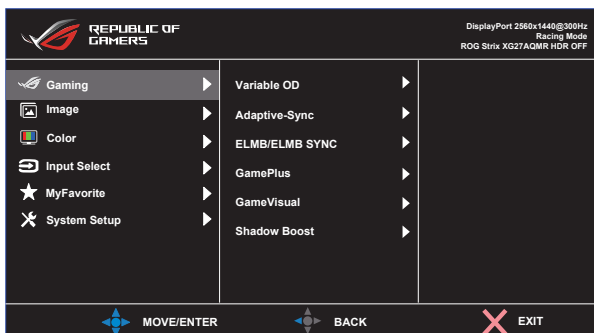 REPUBLIC OF
GAMERS
DisplayPort 2560x1440@300Hz
Racing Mode
ROG Strix XG27AQMR HDR OFF
Gaming
Image
Color
Input Select
MyFavorite
System Setup
Variable OD
Adaptive-Sync
ELMB/ELMB SYNC
GamePlus
GameVisual
Shadow Boost
MOVE/ENTER
BACK
EXIT